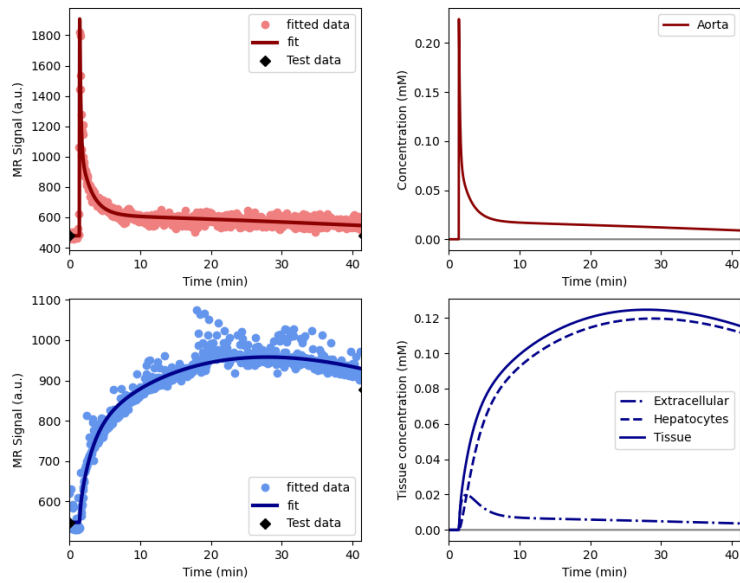 MR Signal (a.u.)
1800
1600
1400
1200
1000
800
600
400
0
10
20
30
40
Time (min)
fitted data
fit
Test data
Concentration (mM)
0.20
0.15
0.10
0.05
0.00
0
10
20
30
40
Time (min)
Aorta
MR Signal (a.u.)
1100
1000
900
800
700
600
0
10
20
30
40
Time (min)
fitted data
fit
Test data
Tissue concentration (mM)
0.12
0.10
0.08
0.06
0.04
0.02
0.00
0
10
20
30
40
Time (min)
Extracellular
Hepatocytes
Tissue